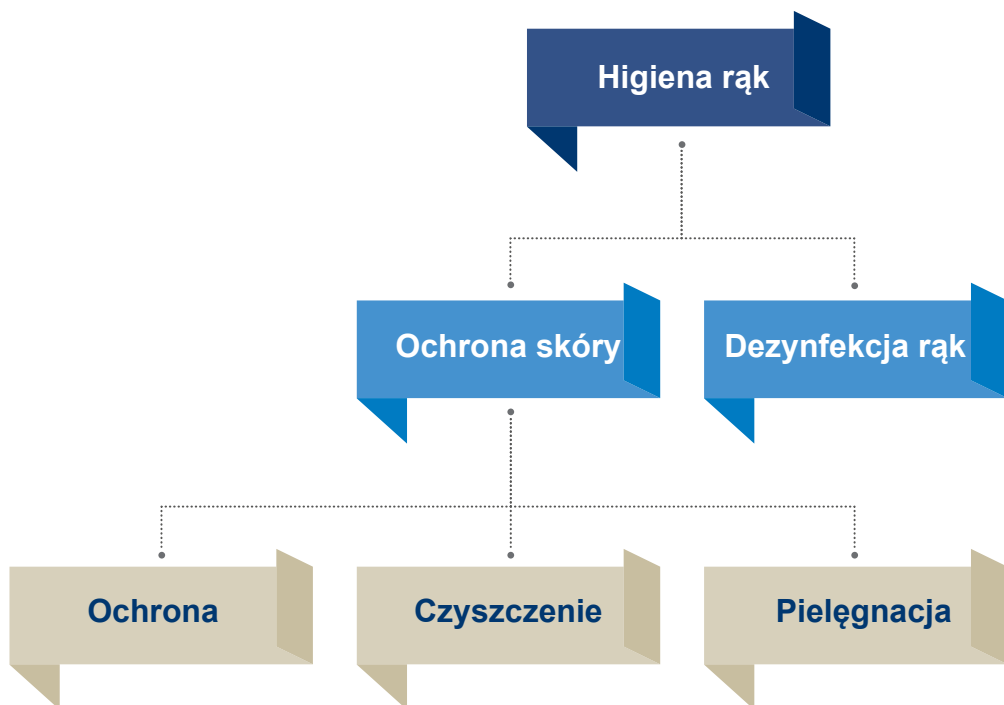 Higiena rąk
Ochrona skóry
Dezynfekcja rąk
Ochrona
Czyszczenie
Pielęgnacja